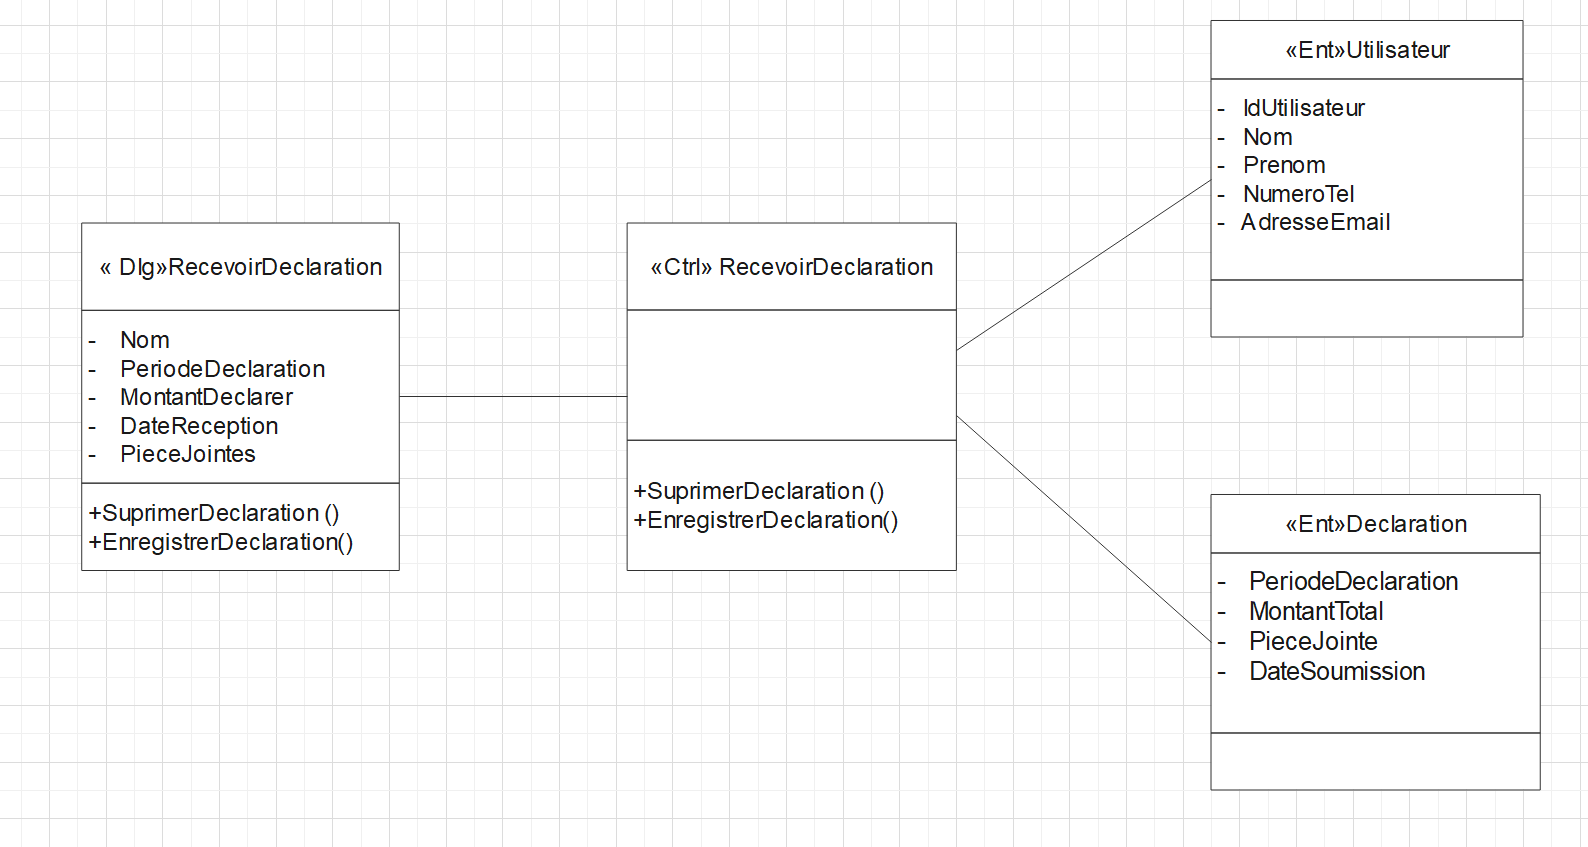 «Ent»Utilisateur
- IdUtilisateur
- Nom
- Prenom
- NumeroTel
- AdresseEmail
« Dlg»RecevoirDeclaration
- Nom
- PeriodeDeclaration
- MontantDeclarer
- DateReception
- PieceJointes
+SuprimerDeclaration ()
+EnregistrerDeclaration()
«Ctrl» RecevoirDeclaration
+SuprimerDeclaration ()
+EnregistrerDeclaration()
«Ent»Declaration
- PeriodeDeclaration
- MontantTotal
- PieceJointe
- DateSoumission